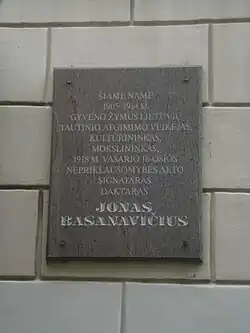 ŠIAME NAME
1905–1914 M.
GYVENO ŽYMUS LIETUVIŲ
TAUTINIO ATGIMIMO VEIKĖJAS,
KULTŪRININKAS,
MOKSLININKAS,
1918 M. VASARIO 16-OSIOS
NEPRIKLAUSOMYBĖS AKTO
SIGNATARAS
DAKTARAS
JONAS
BASANAVIČIUS